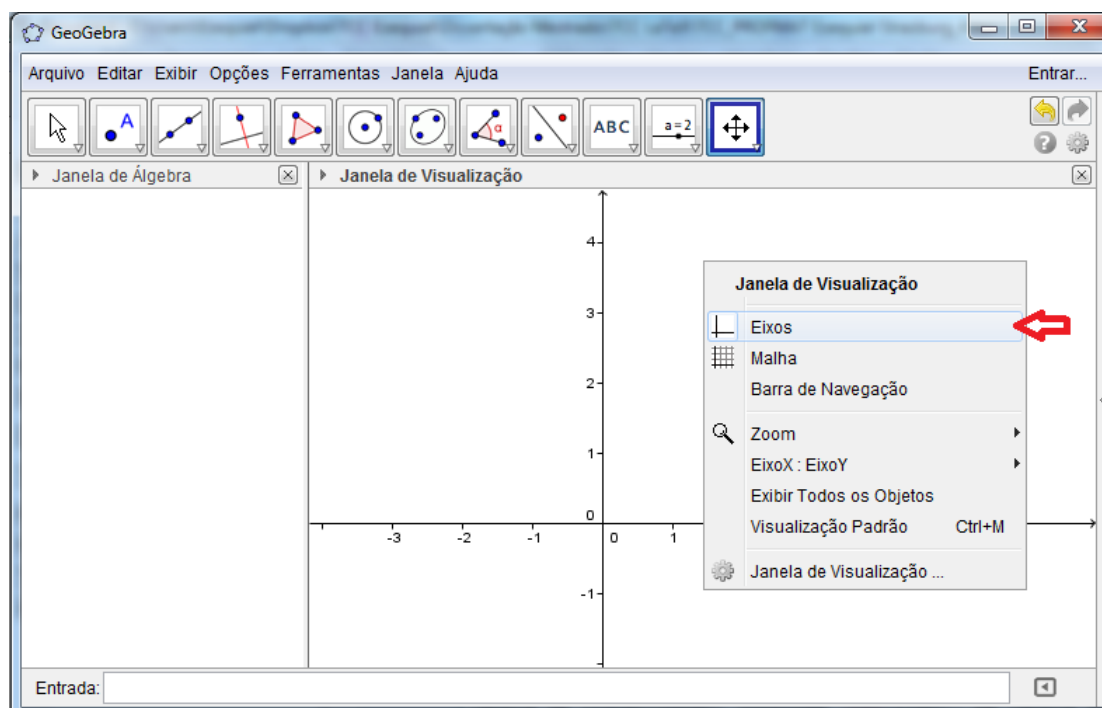 GeoGebra
Arquivo Editar Exibir Opções Ferramentas Janela Ajuda Entrar...
A α ABC a=2
Janela de Álgebra
Janela de Visualização
4
3
2
1
0
-3 -2 -1 0 1
-1
Janela de Visualização
Eixos
Malha
Barra de Navegação
Zoom
EixoX : EixoY
Exibir Todos os Objetos
Visualização Padrão Ctrl+M
Janela de Visualização ...
Entrada: